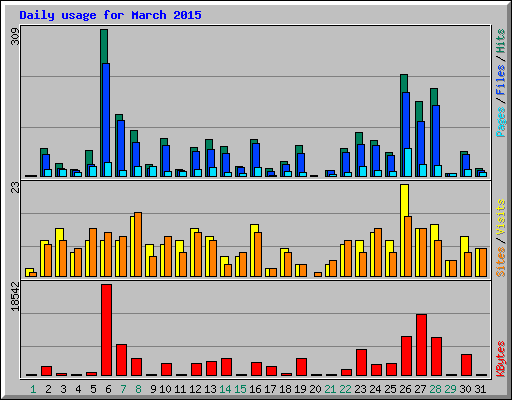 Daily usage for March 2015
309
Pages / Files / Hits
23
Sites / Visits
18542
KBytes
1 2 3 4 5 6 7 8 9 10 11 12 13 14 15 16 17 18 19 20 21 22 23 24 25 26 27 28 29 30 31